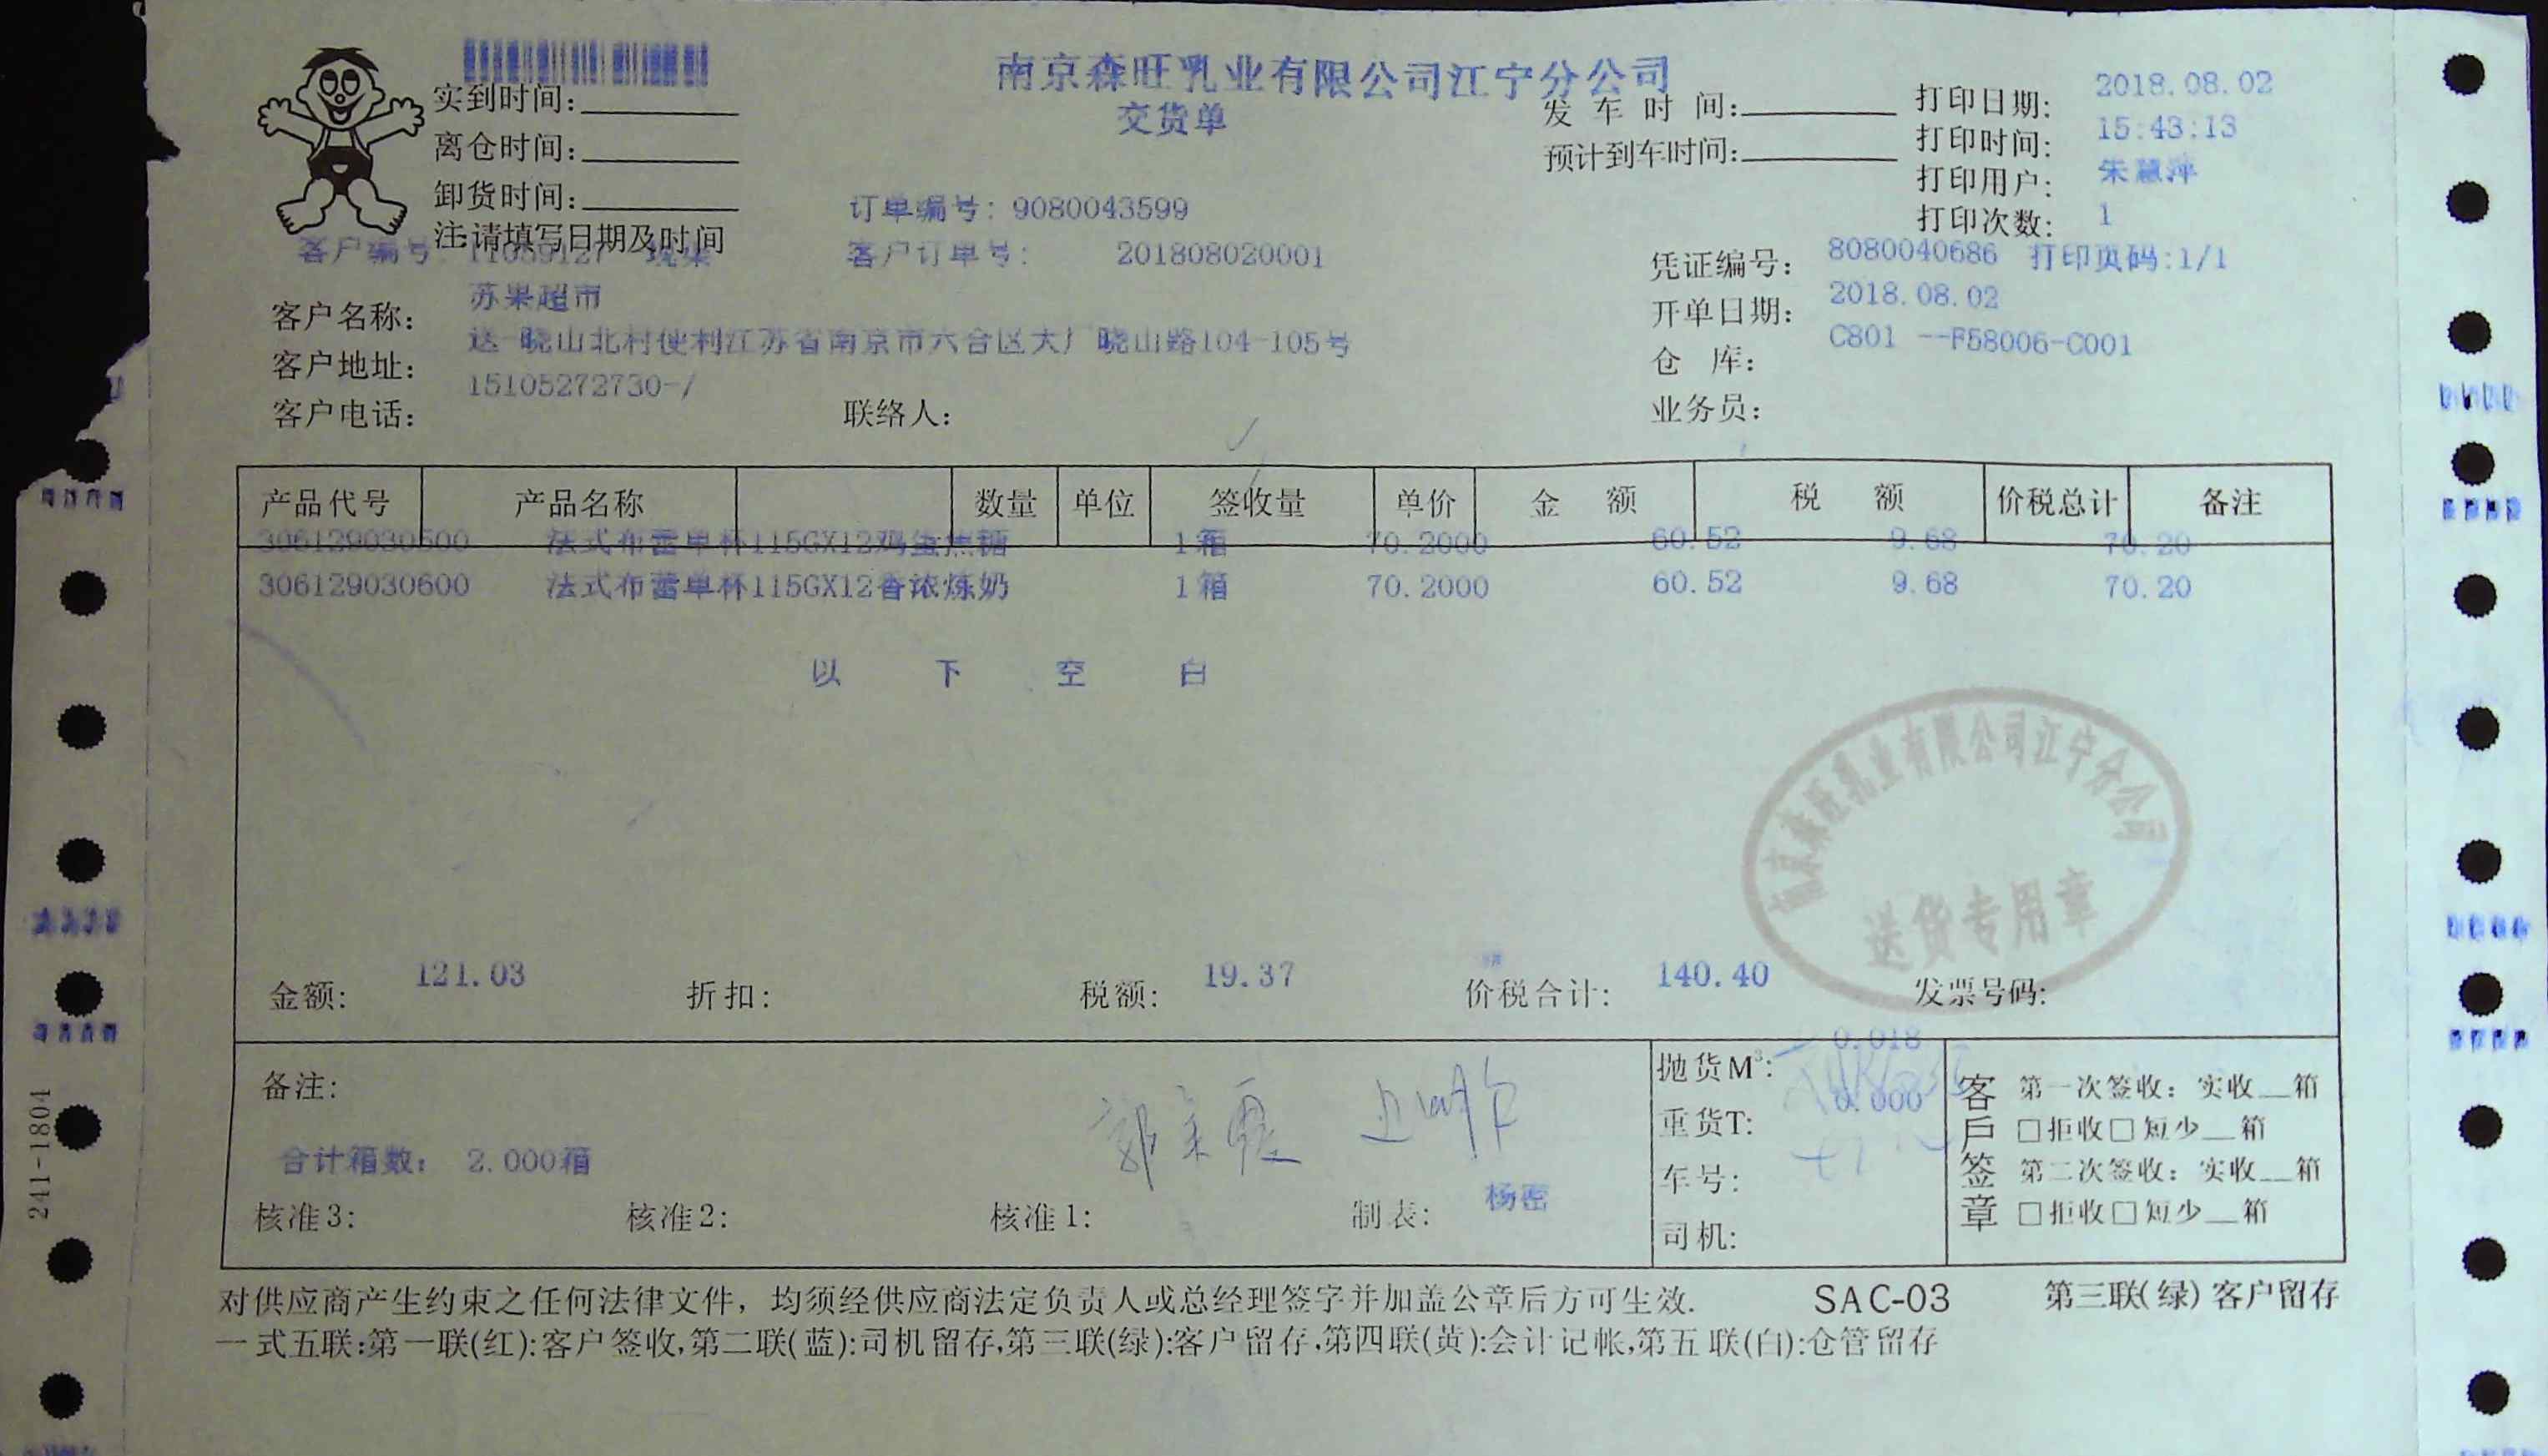 南京森旺乳业有限公司江宁分公司
交货单
实到时间:
离仓时间:
卸货时间:
注:请填写日期及时间
发车时间:
预计到车时间:
打印日期: 2018.08.02
打印时间: 15:43:13
打印用户: 朱慧萍
打印次数: 1
订单编号: 9080043599
客户编号: 11059127
客户订单号: 201808020001
凭证编号: 8080040686 打印页码:1/1
客户名称: 苏果超市
开单日期: 2018.08.02
客户地址: 送-晓山北村便利江苏省南京市六合区大厂晓山路104-105号
仓库: C801 --F58006-C001
客户电话: 15105272730-/
联络人:
业务员:
产品代号 产品名称 数量 单位 签收量 单价 金额 税额 价税总计 备注
306129030500 法式布蕾单杯115GX12鸡蛋焦糖 1箱 70.2000 60.52 9.68 70.20
306129030600 法式布蕾单杯115GX12香浓炼奶 1箱 70.2000 60.52 9.68 70.20
以下空白
南京森旺乳业有限公司江宁分公司
送货专用章
金额: 121.03 折扣: 税额: 19.37 价税合计: 140.40 发票号码:
备注:
合计箱数: 2.000箱
核准3: 核准2: 核准1: 制表: 杨密
抛货M³: 0.018
重货T: 0.000
车号:
司机:
客戶签章
第一次签收: 实收__箱
□拒收□短少__箱
第二次签收: 实收__箱
□拒收□短少__箱
对供应商产生约束之任何法律文件, 均须经供应商法定负责人或总经理签字并加盖公章后方可生效. SAC-03 第三联(绿)客户留存
一式五联:第一联(红):客户签收,第二联(蓝):司机留存,第三联(绿):客户留存,第四联(黄):会计记帐,第五联(白):仓管留存
241-1804